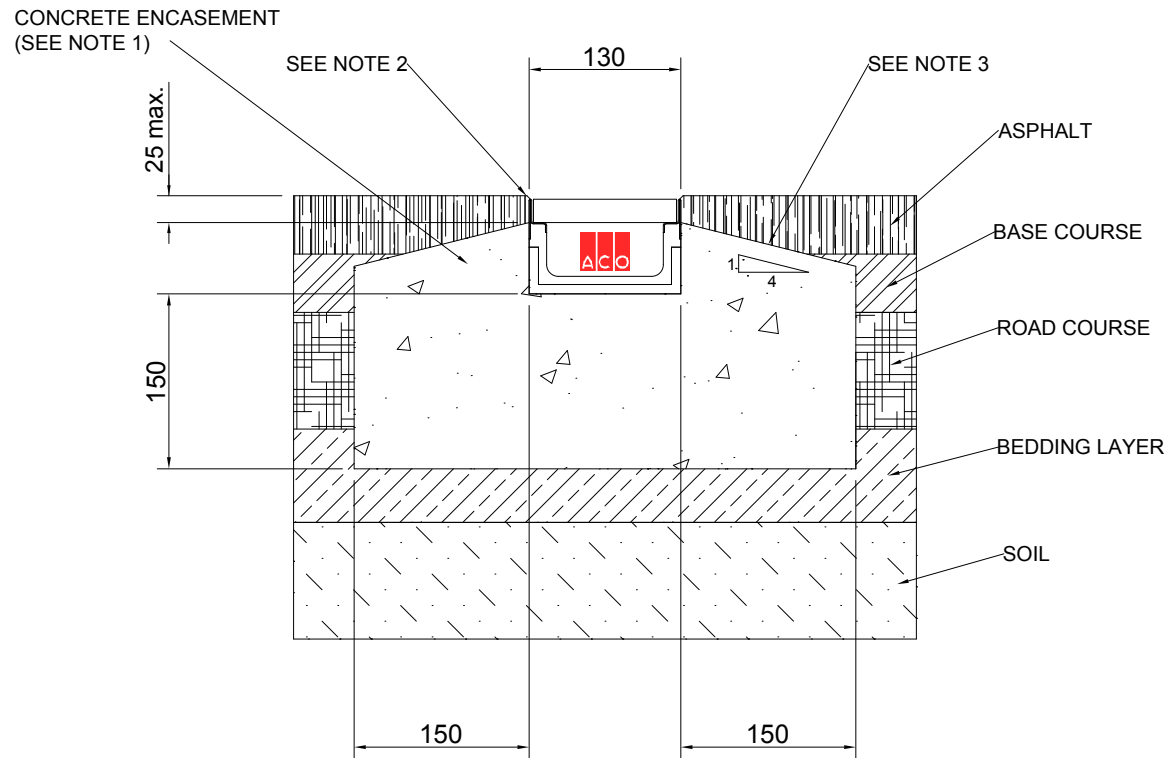 CONCRETE ENCASEMENT
(SEE NOTE 1)
SEE NOTE 2
130
SEE NOTE 3
25 max.
ASPHALT
BASE COURSE
ACO
1
4
ROAD COURSE
150
BEDDING LAYER
SOIL
150
150